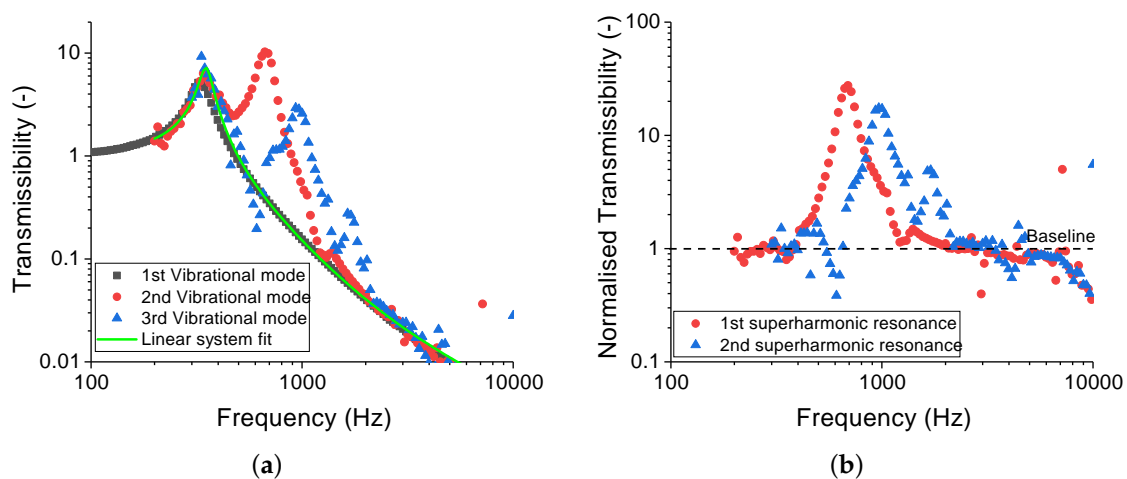 Transmissibility (-)
10
1
0.1
0.01
1st Vibrational mode
2nd Vibrational mode
3rd Vibrational mode
Linear system fit
100
1000
10000
Frequency (Hz)
(a)
Normalised Transmissibility (-)
100
10
1
0.1
Baseline
1st superharmonic resonance
2nd superharmonic resonance
100
1000
10000
Frequency (Hz)
(b)